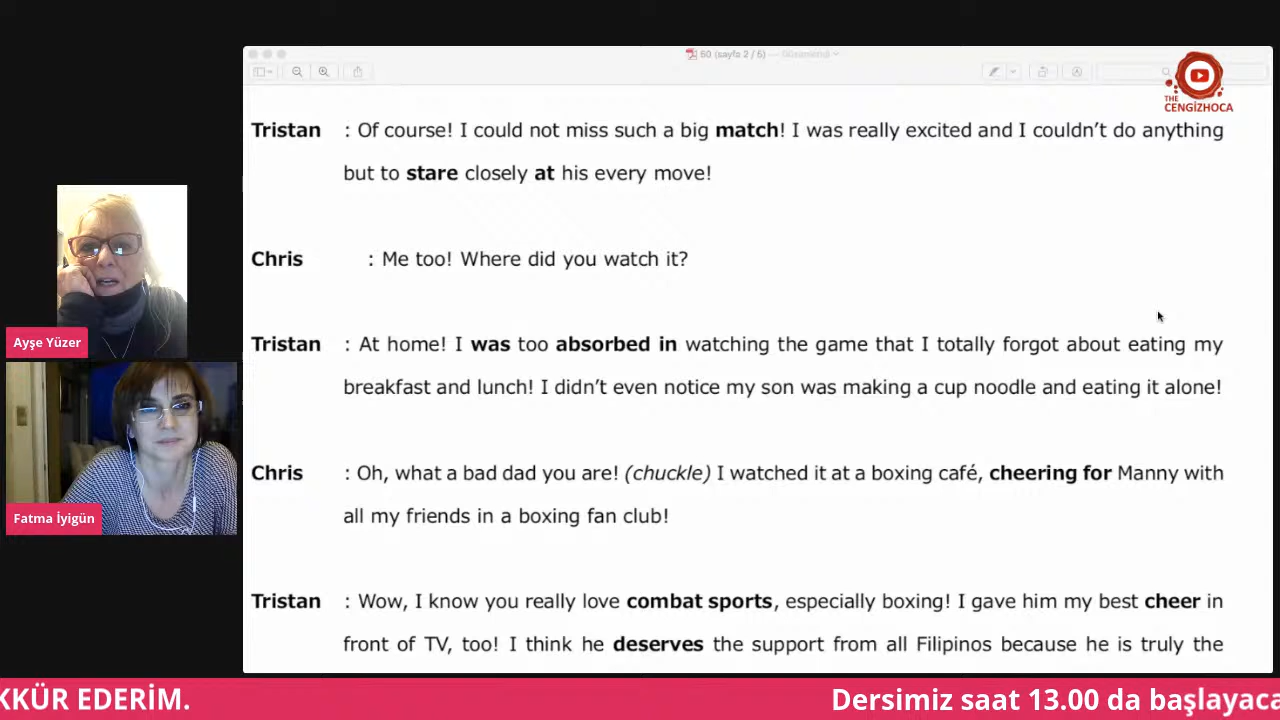 50 (sayfa 2 / 5)
THE
CENGİZHOCA
Tristan : Of course! I could not miss such a big match! I was really excited and I couldn’t do anything
but to stare closely at his every move!
Chris : Me too! Where did you watch it?
Tristan : At home! I was too absorbed in watching the game that I totally forgot about eating my
breakfast and lunch! I didn’t even notice my son was making a cup noodle and eating it alone!
Chris : Oh, what a bad dad you are! (chuckle) I watched it at a boxing café, cheering for Manny with
all my friends in a boxing fan club!
Tristan : Wow, I know you really love combat sports, especially boxing! I gave him my best cheer in
front of TV, too! I think he deserves the support from all Filipinos because he is truly the
Ayşe Yüzer
Fatma İyigün
KKÜR EDERİM. Dersimiz saat 13.00 da başlayaca